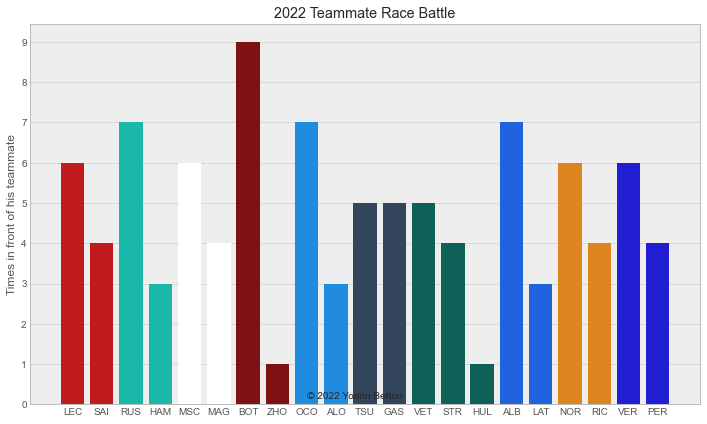 2022 Teammate Race Battle
Times in front of his teammate
9
8
7
6
5
4
3
2
1
0
© 2022 Yoann Betton
LEC SAI RUS HAM MSC MAG BOT ZHO OCO ALO TSU GAS VET STR HUL ALB LAT NOR RIC VER PER